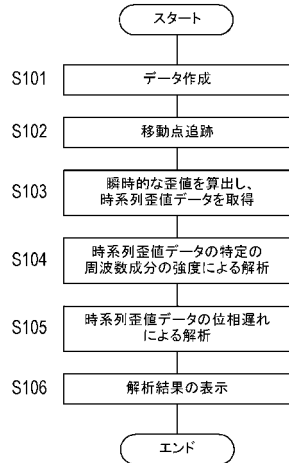 スタート
S101
データ作成
S102
移動点追跡
S103
瞬時的な歪値を算出し、
時系列歪値データを取得
S104
時系列歪値データの特定の
周波数成分の強度による解析
S105
時系列歪値データの位相遅れ
による解析
S106
解析結果の表示
エンド